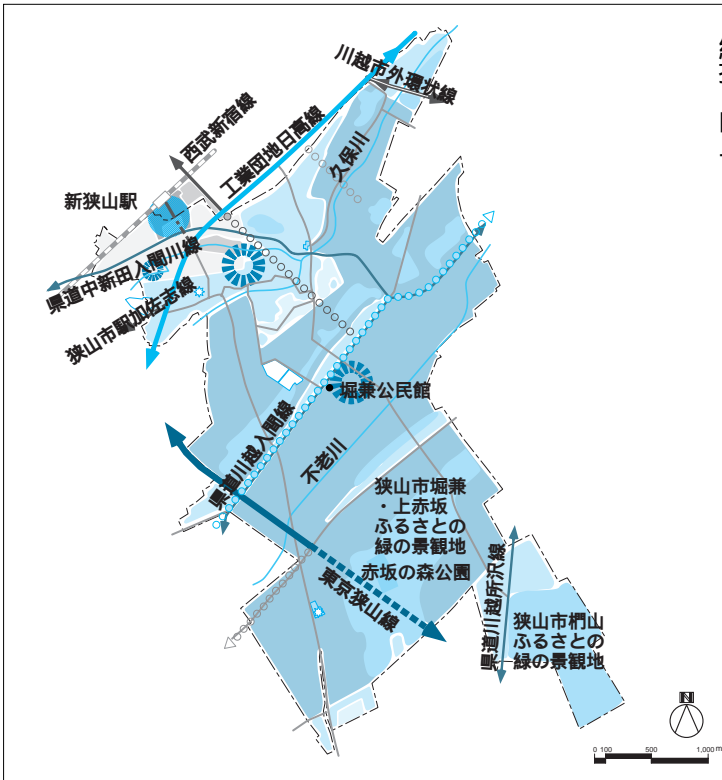 川越市外環状線
西武新宿線
工業団地日高線
久保川
新狭山駅
県道中新田入間川線
狭山市駅加佐志線
堀兼公民館
県道川越入間線
不老川
狭山市堀兼
・上赤坂
ふるさとの
緑の景観地
赤坂の森公園
東京狭山線
県道川越所沢線
狭山市椚山
ふるさとの
緑の景観地
N
0 100 500 1,000m